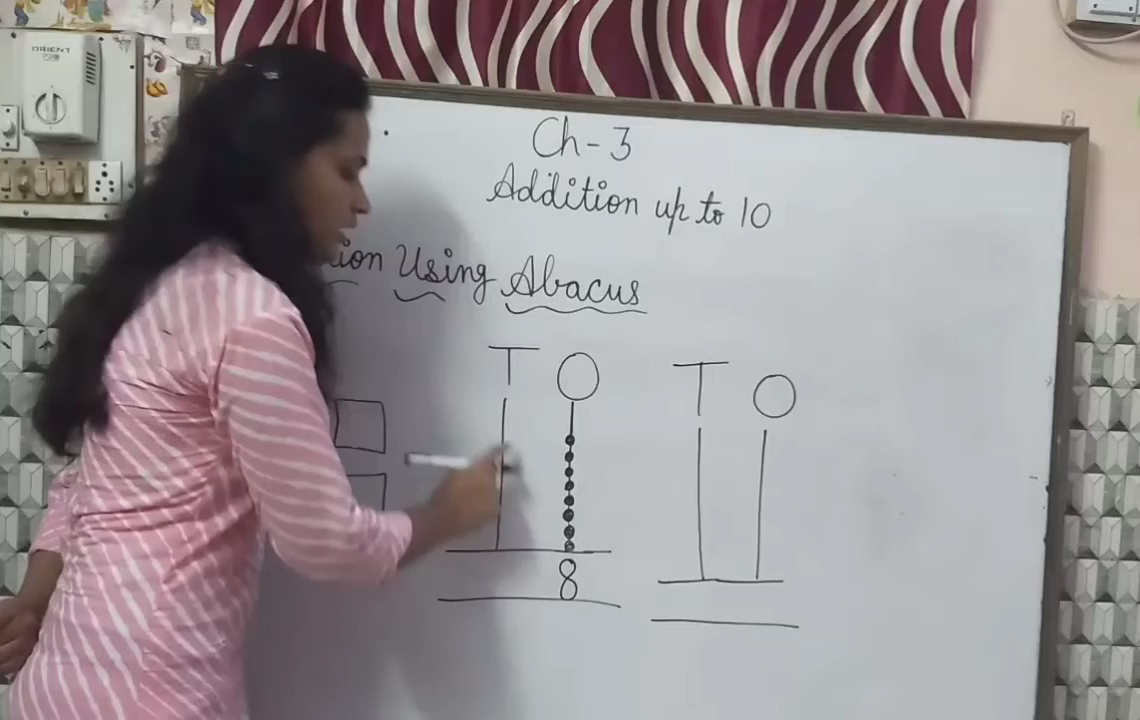 ORIENT
Ch-3
Addition up to 10
Using Abacus
T O
T O
8